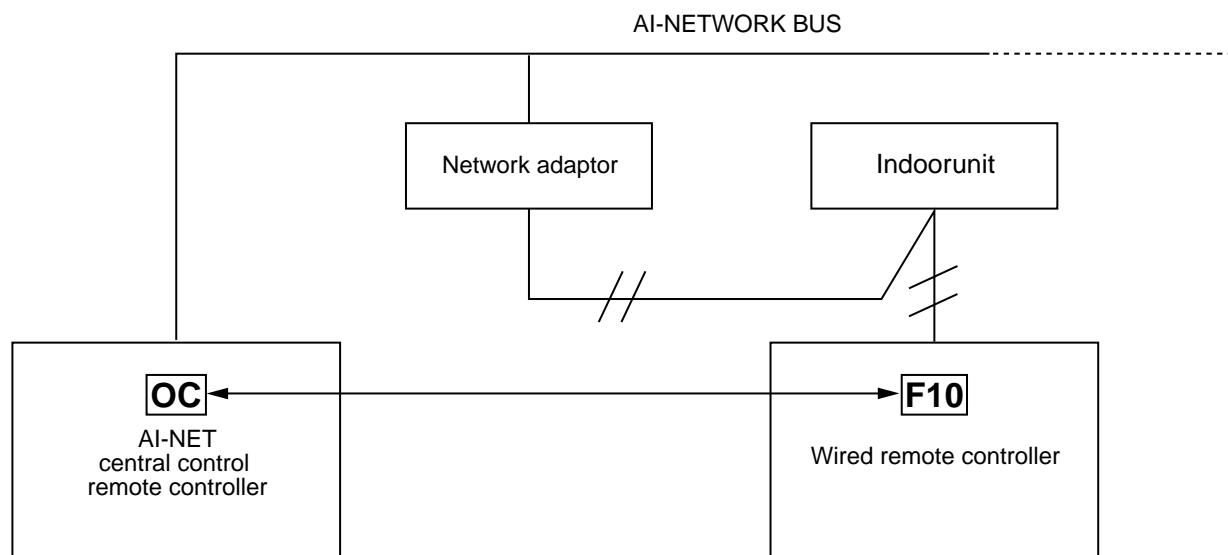 AI-NETWORK BUS
Network adaptor
Indoorunit
OC
F10
AI-NET
central control
remote controller
Wired remote controller